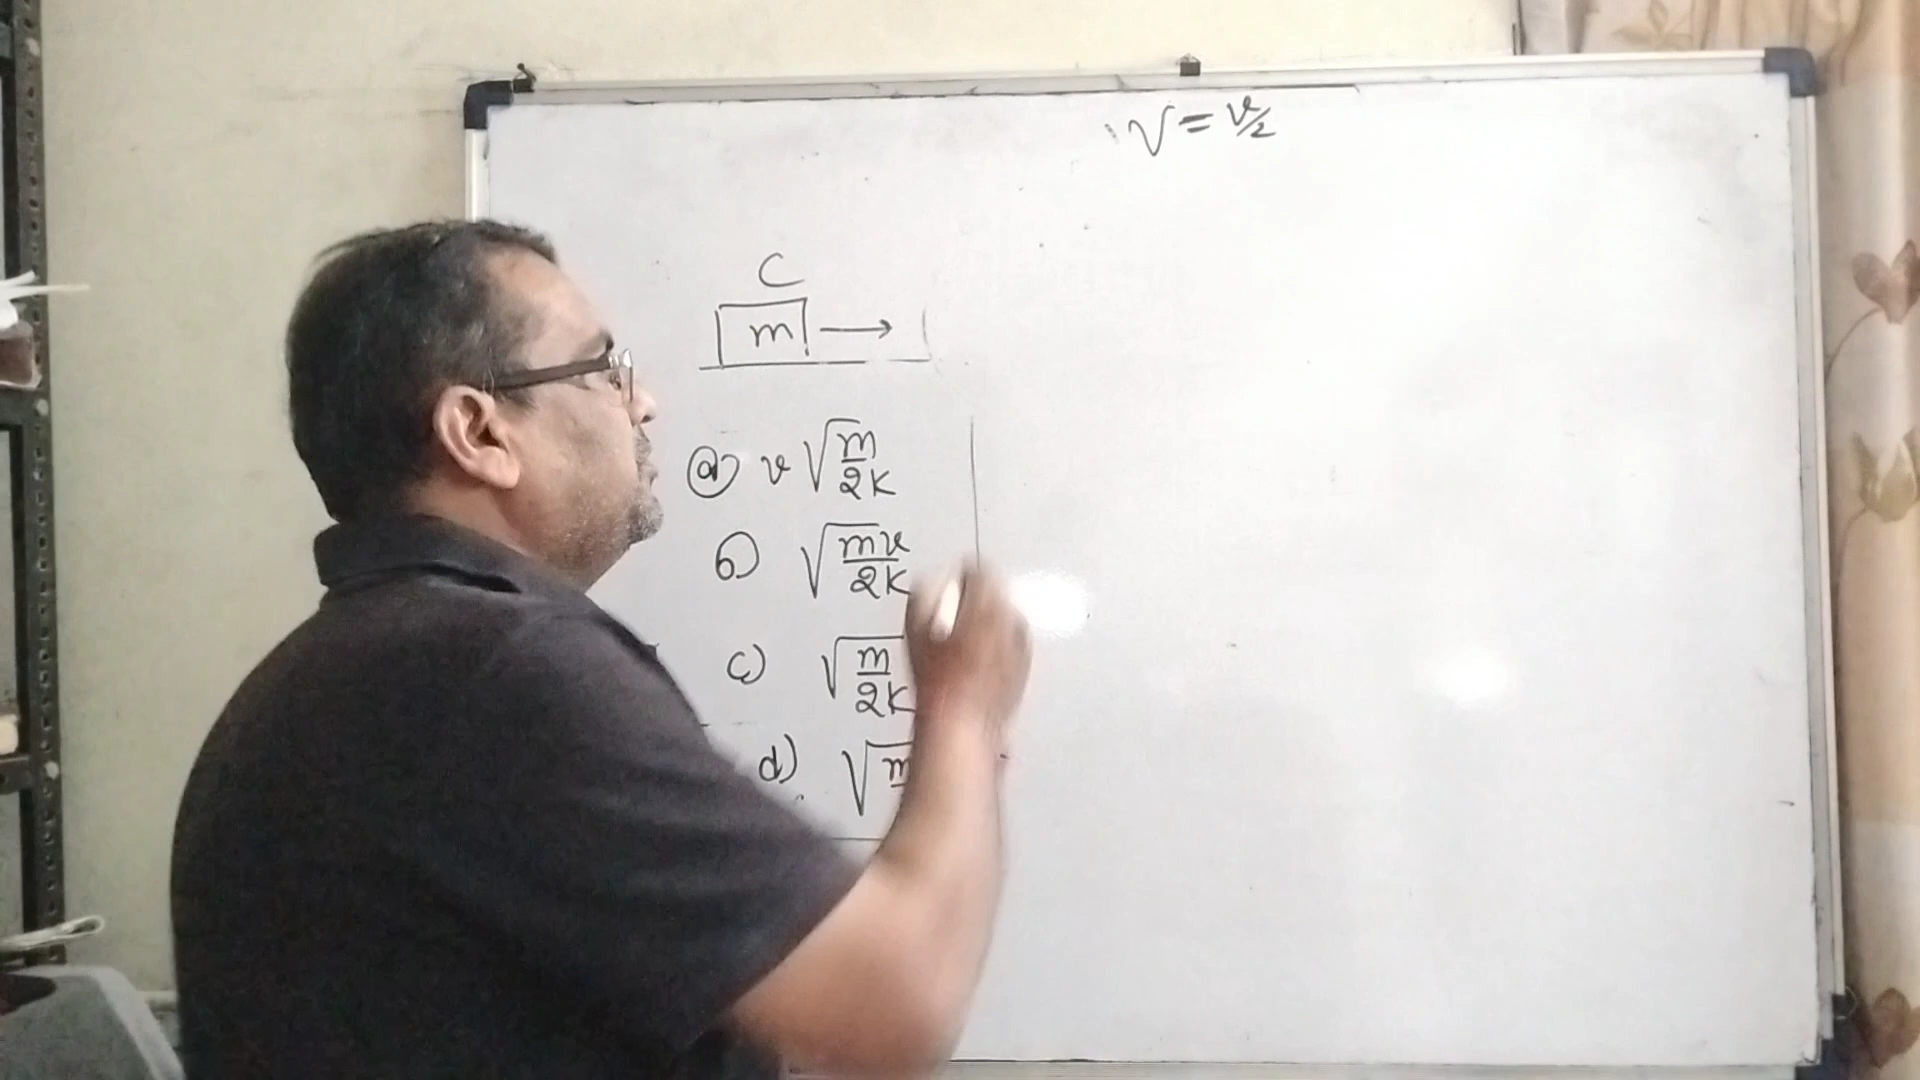 V = v/2
C
m →
a) v √(m/2K)
b) √(mv/2K)
c) √(m/2K)
d) √m